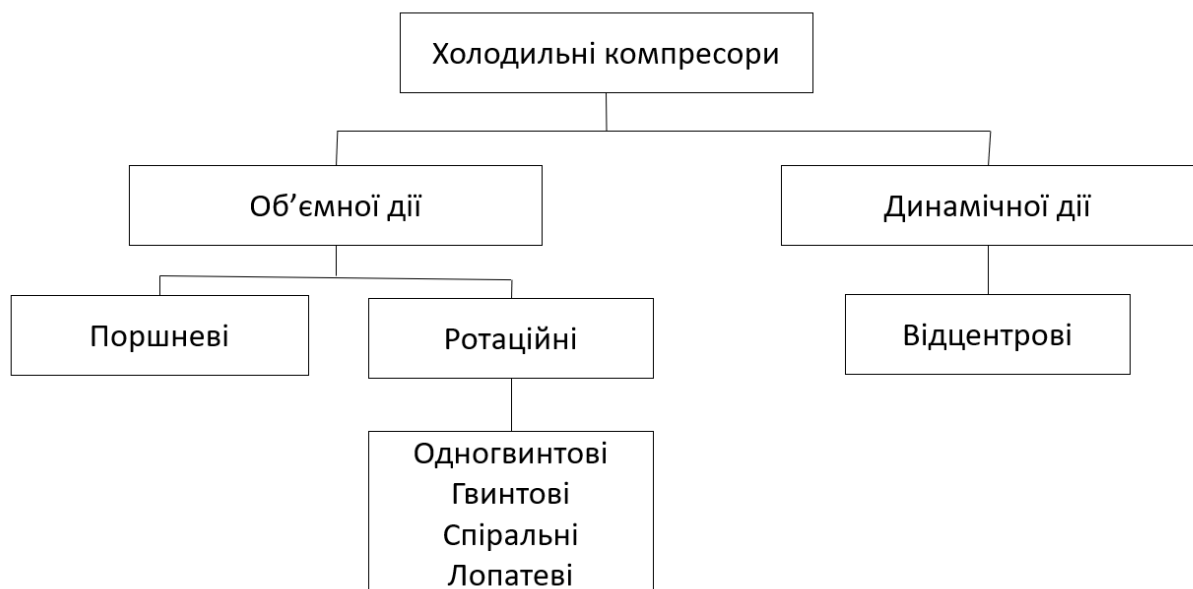 Холодильні компресори
Об’ємної дії
Динамічної дії
Поршневі
Ротаційні
Відцентрові
Одногвинтові
Гвинтові
Спіральні
Лопатеві